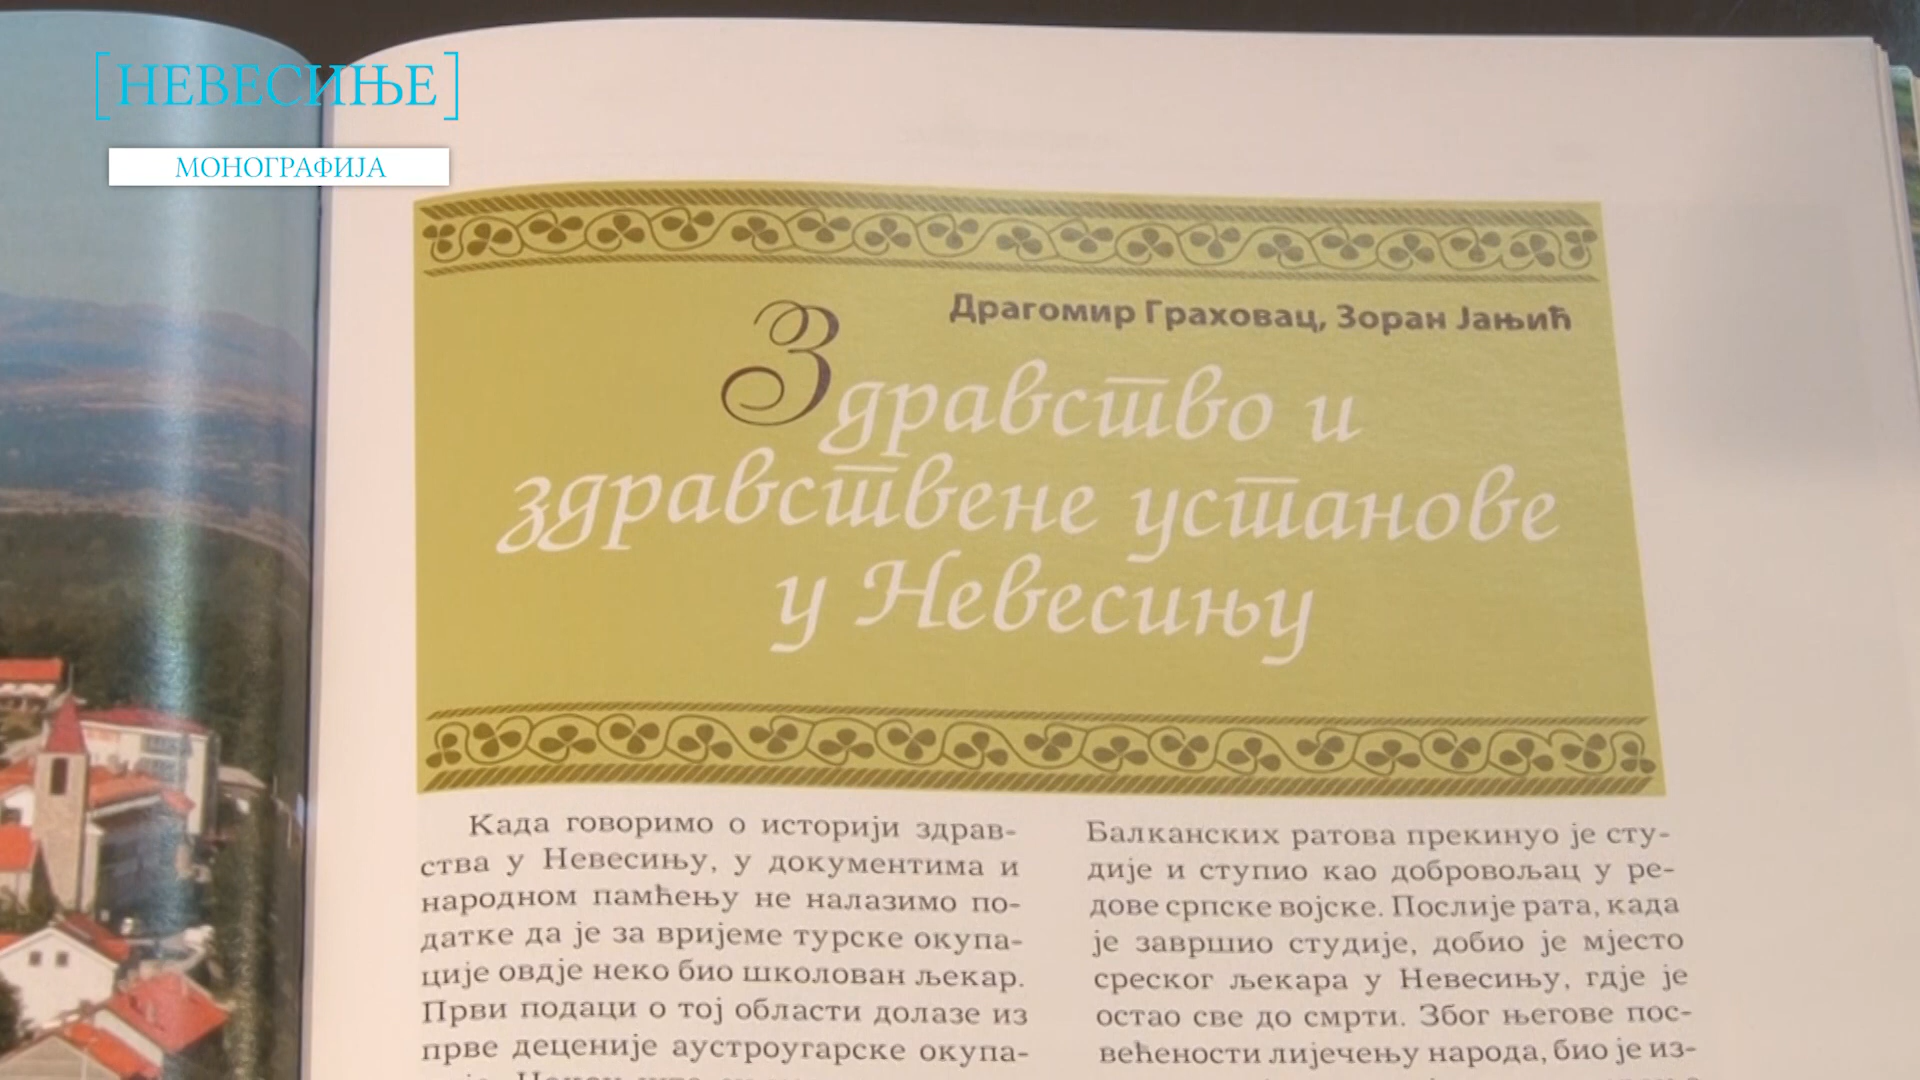 [НЕВЕСИЊЕ]
МОНОГРАФИЈА
Драгомир Граховац, Зоран Јањић
Здравство и
здравствене установе
у Невесињу
Када говоримо о историји здрав-
ства у Невесињу, у документима и
народном памћењу не налазимо по-
датке да је за вријеме турске окупа-
ције овдје неко био школован љекар.
Први подаци о тој области долазе из
прве деценије аустроугарске окупа-
Балканских ратова прекинуо је сту-
дије и ступио као добровољац у ре-
дове српске војске. Послије рата, када
је завршио студије, добио је мјесто
среског љекара у Невесињу, гдје је
остао све до смрти. Због његове пос-
већености лијечењу народа, био је из-